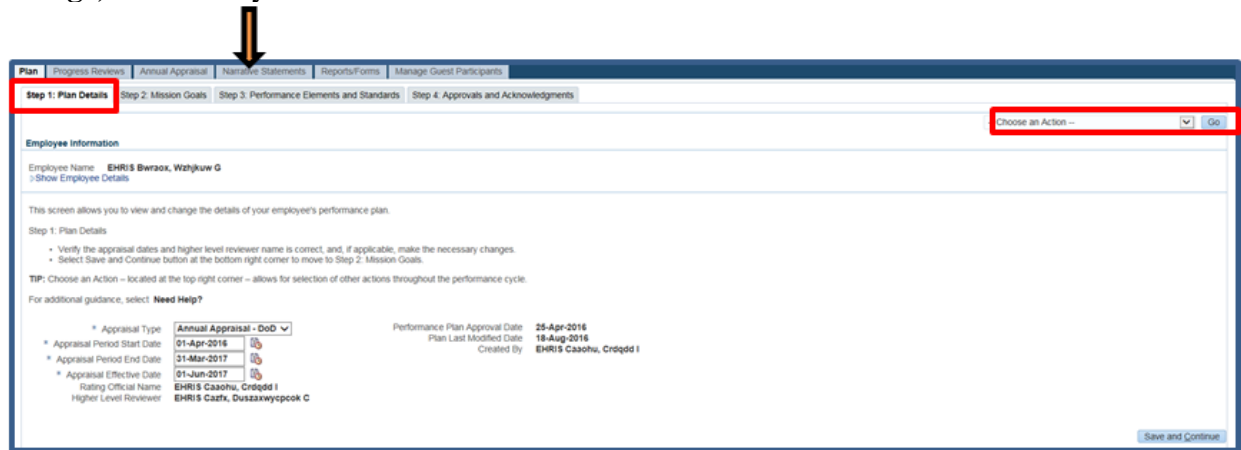 Plan Progress Reviews Annual Appraisal Narrative Statements Reports/Forms Manage Guest Participants
Step 1: Plan Details Step 2: Mission Goals Step 3: Performance Elements and Standards Step 4: Approvals and Acknowledgments
Choose an Action -- Go
Employee Information
Employee Name EHRIS Bwraox, Wzhjkuw G
Show Employee Details
This screen allows you to view and change the details of your employee's performance plan.
Step 1: Plan Details
• Verify the appraisal dates and higher level reviewer name is correct, and, if applicable, make the necessary changes.
• Select Save and Continue button at the bottom right corner to move to Step 2: Mission Goals.
TIP: Choose an Action – located at the top right corner – allows for selection of other actions throughout the performance cycle.
For additional guidance, select Need Help?
* Appraisal Type Annual Appraisal - DoD Performance Plan Approval Date 25-Apr-2016
* Appraisal Period Start Date 01-Apr-2016 Plan Last Modified Date 18-Aug-2016
* Appraisal Period End Date 31-Mar-2017 Created By EHRIS Caaohu, Crdqdd I
* Appraisal Effective Date 01-Jun-2017
Rating Official Name EHRIS Caaohu, Crdqdd I
Higher Level Reviewer EHRIS Cazfx, Duszaxwycpcok C
Save and Continue